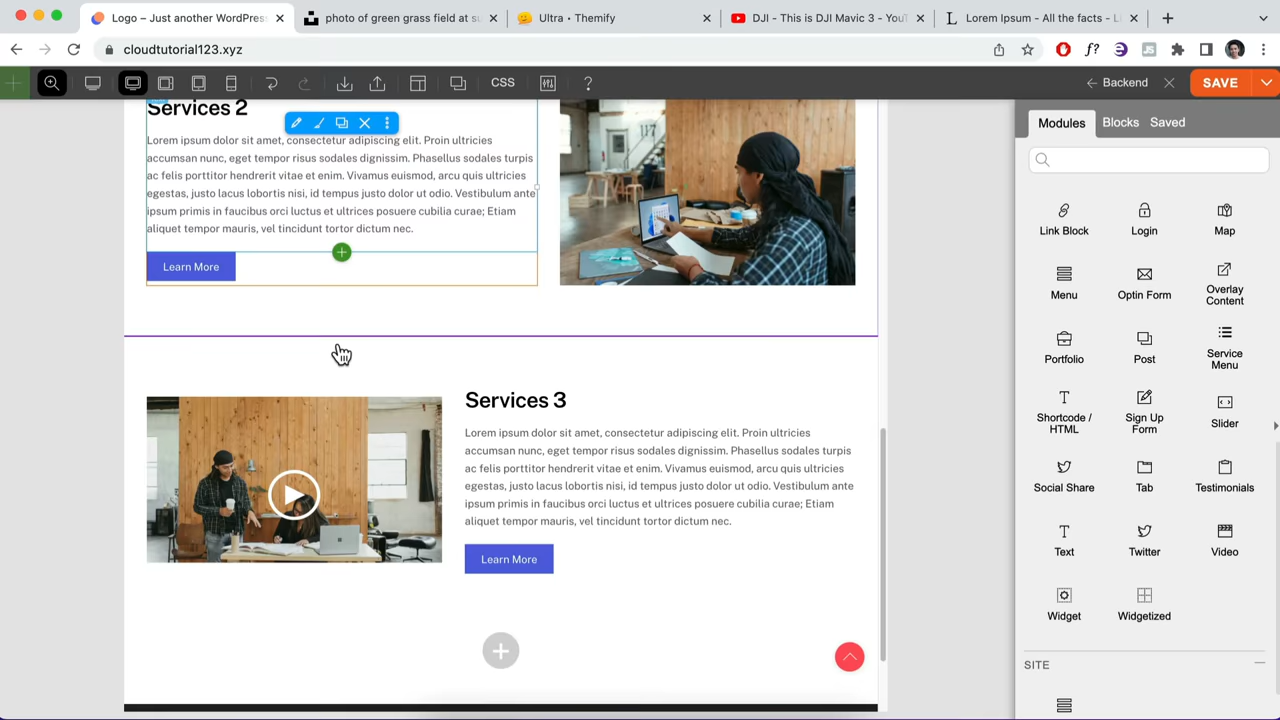 Logo – Just another WordPress
photo of green grass field at su
Ultra • Themify
DJI - This is DJI Mavic 3 - YouT
Lorem Ipsum - All the facts - Li
cloudtutorial123.xyz
f?
JS
CSS
?
Backend
SAVE
Services 2
Lorem ipsum dolor sit amet, consectetur adipiscing elit. Proin ultricies
accumsan nunc, eget tempor risus sodales dignissim. Phasellus sodales turpis
ac felis porttitor hendrerit vitae et enim. Vivamus euismod, arcu quis ultricies
egestas, justo lacus lobortis nisi, id tempus justo dolor ut odio. Vestibulum ante
ipsum primis in faucibus orci luctus et ultrices posuere cubilia curae; Etiam
aliquet tempor mauris, vel tincidunt tortor dictum nec.
Learn More
117
Services 3
Lorem ipsum dolor sit amet, consectetur adipiscing elit. Proin ultricies
accumsan nunc, eget tempor risus sodales dignissim. Phasellus sodales turpis
ac felis porttitor hendrerit vitae et enim. Vivamus euismod, arcu quis ultricies
egestas, justo lacus lobortis nisi, id tempus justo dolor ut odio. Vestibulum ante
ipsum primis in faucibus orci luctus et ultrices posuere cubilia curae; Etiam
aliquet tempor mauris, vel tincidunt tortor dictum nec.
Learn More
Modules
Blocks
Saved
Link Block
Login
Map
Menu
Optin Form
Overlay
Content
Portfolio
Post
Service
Menu
Shortcode /
HTML
Sign Up
Form
Slider
Social Share
Tab
Testimonials
Text
Twitter
Video
Widget
Widgetized
SITE